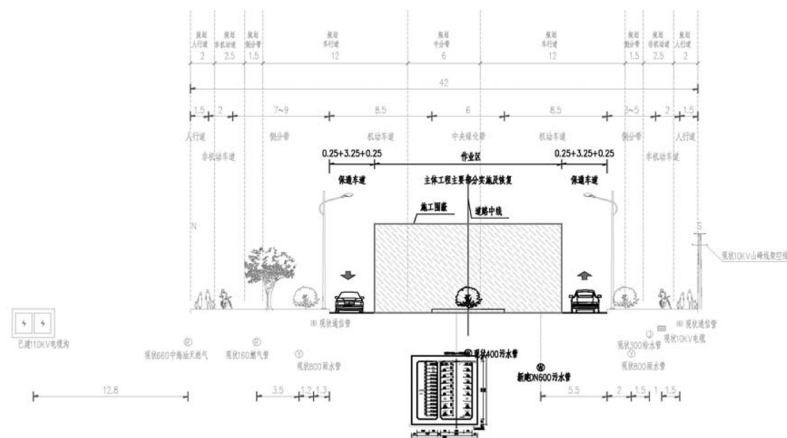 规划 规划 规划 规划 规划 规划 规划 规划 规划
人行道 非机动车道 侧分带 车行道 中分带 车行道 侧分带 非机动车道 人行道
2 2.5 1.5 12 6 12 1.5 2.5 2
42
1.5 2 7~9 8.5 6 8.5 3~5 2 1.5
人行道 侧分带 机动车道 中央绿化带 机动车道 侧分带 人行道
非机动车道 0.25+3.25+0.25 作业区 0.25+3.25+0.25 非机动车道
保通车道 主体工程主要部分实施及恢复 保通车道
施工围蔽 道路中线
N S
现状10KV山峰线架空线
现状通信管 现状通信管
已建110KV电缆沟
现状660中海油天然气 现状160燃气管 现状400污水管 现状300给水管 现状10KV电缆
现状800雨水管 新建DN600污水管 现状800雨水管
12.8 3.5 1.2 1.3 5.5 2 1.5 1 1.5